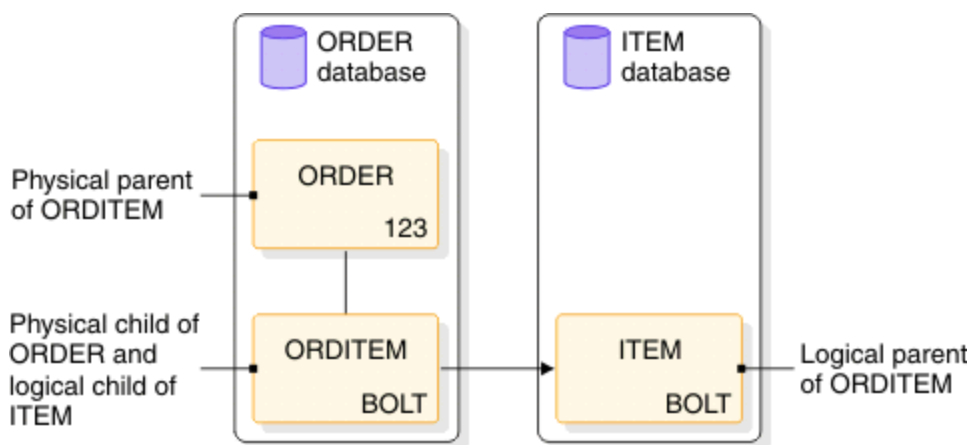 ORDER
database
ITEM
database
Physical parent
of ORDITEM
ORDER
123
Physical child of
ORDER and
logical child of
ITEM
ORDITEM
BOLT
ITEM
BOLT
Logical parent
of ORDITEM